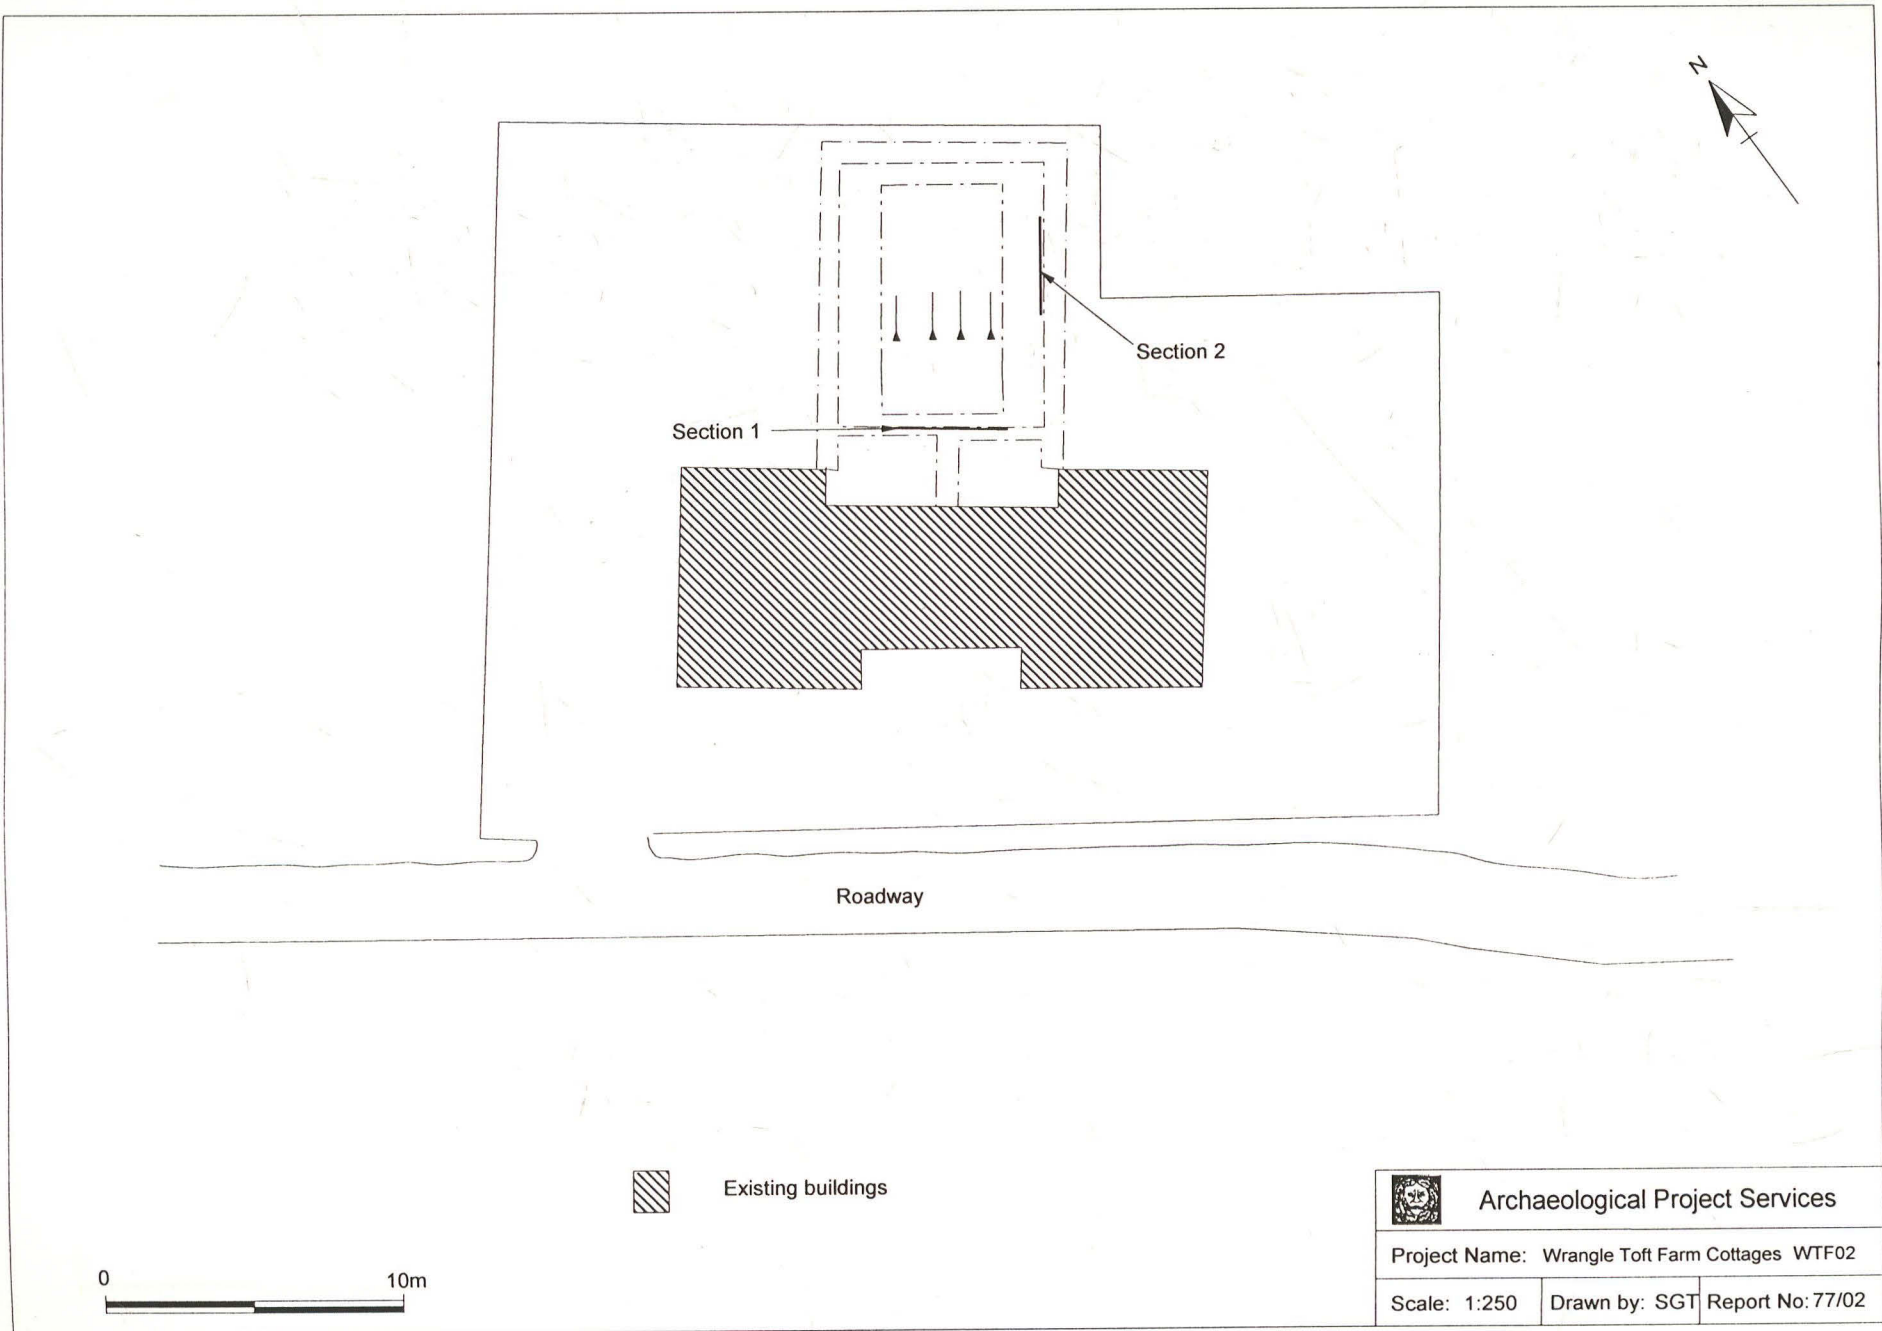 N
Section 2
Section 1
Roadway
Existing buildings
0 10m
Archaeological Project Services
Project Name: Wrangle Toft Farm Cottages WTF02
Scale: 1:250 Drawn by: SGT Report No: 77/02